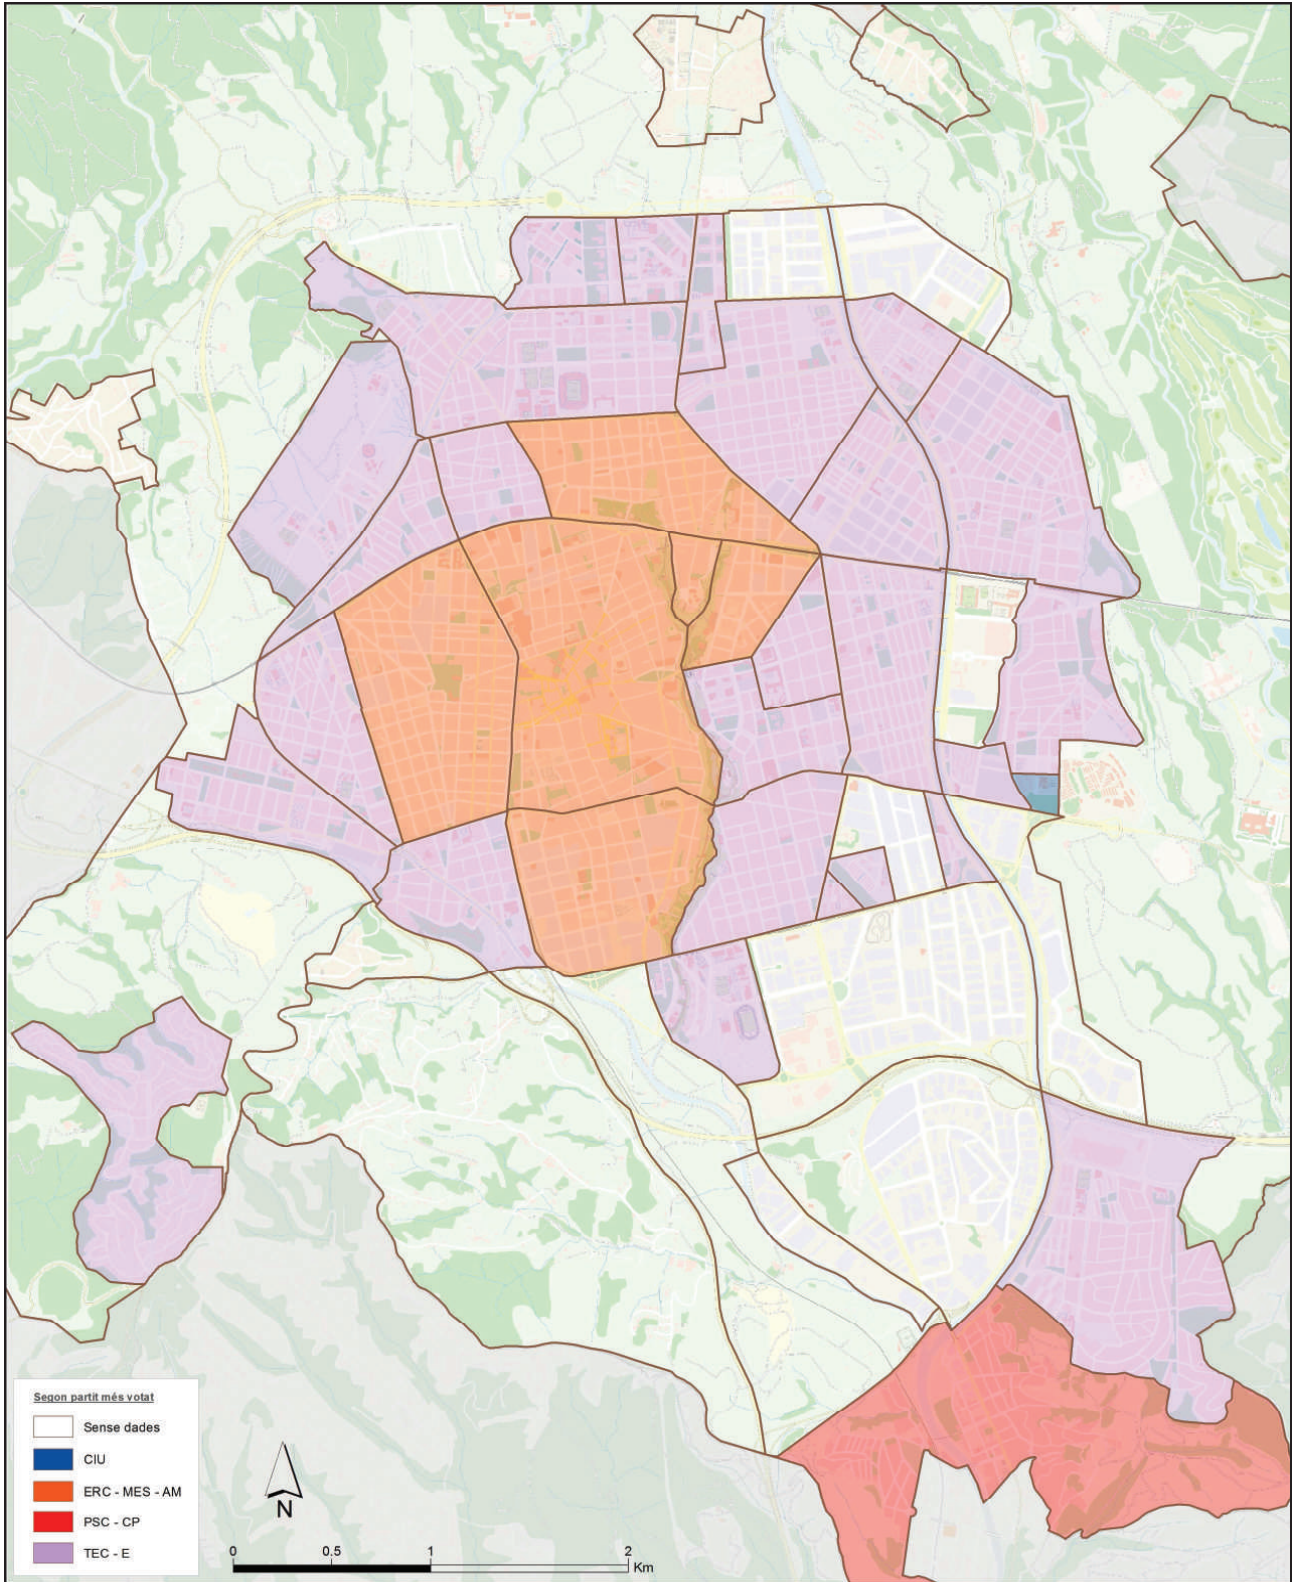 Segon partit més votat
Sense dades
CIU
ERC - MES - AM
PSC - CP
TEC - E
N
0 0.5 1 2
Km